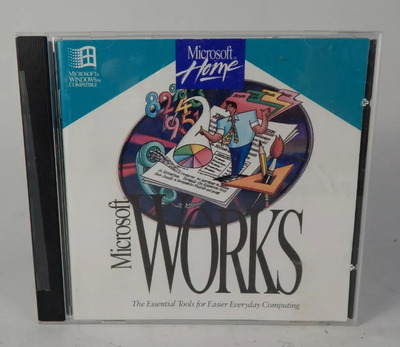 Microsoft
Home
MICROSOFT®
WINDOWS™
COMPATIBLE
Microsoft
WORKS
The Essential Tools for Easier Everyday Computing